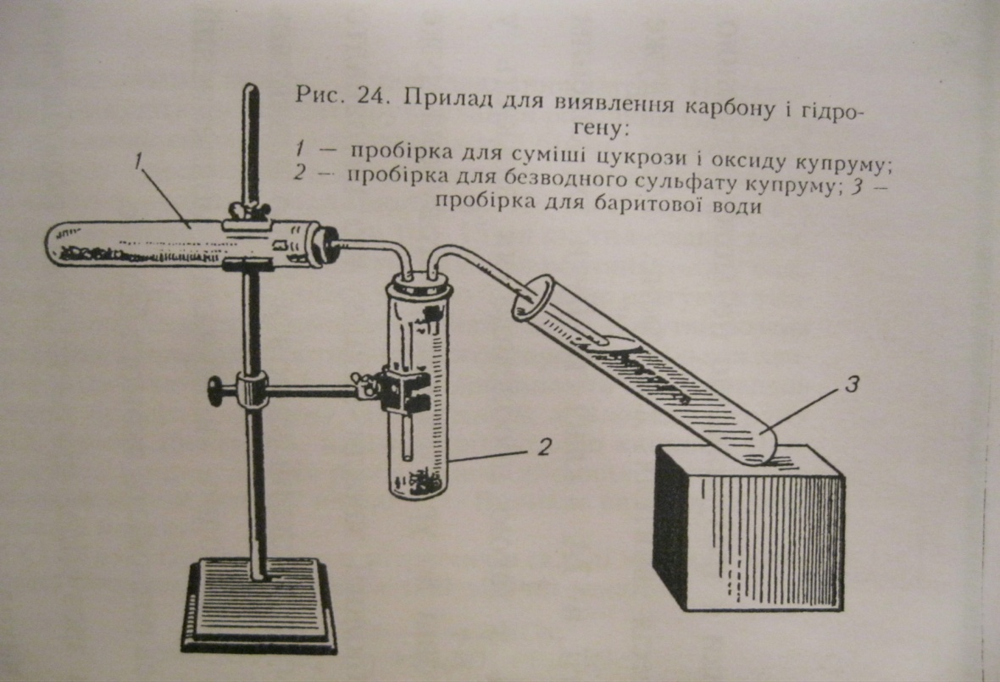 Рис. 24. Прилад для виявлення карбону і гідро-
гену:
1 — пробірка для суміші цукрози і оксиду купруму;
2 — пробірка для безводного сульфату купруму; 3 —
пробірка для баритової води
1
2
3